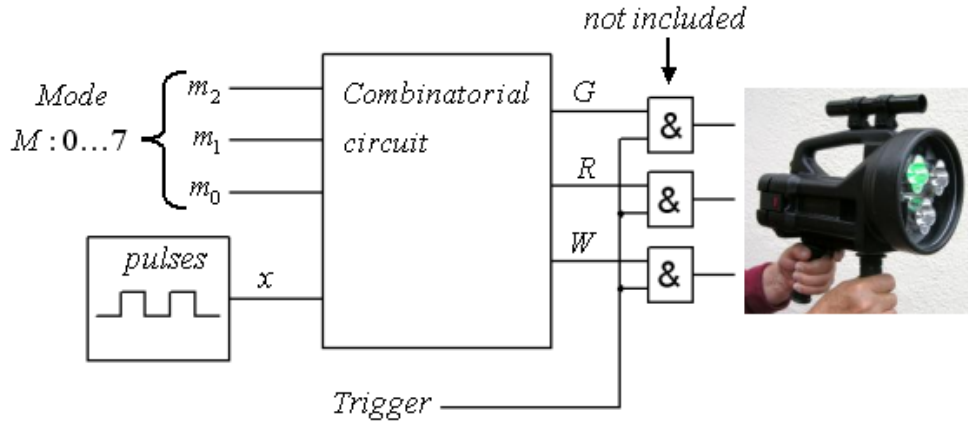 not included
Mode
M : 0...7
m2
m1
m0
Combinatorial
circuit
G
&
R
&
W
&
pulses
x
Trigger